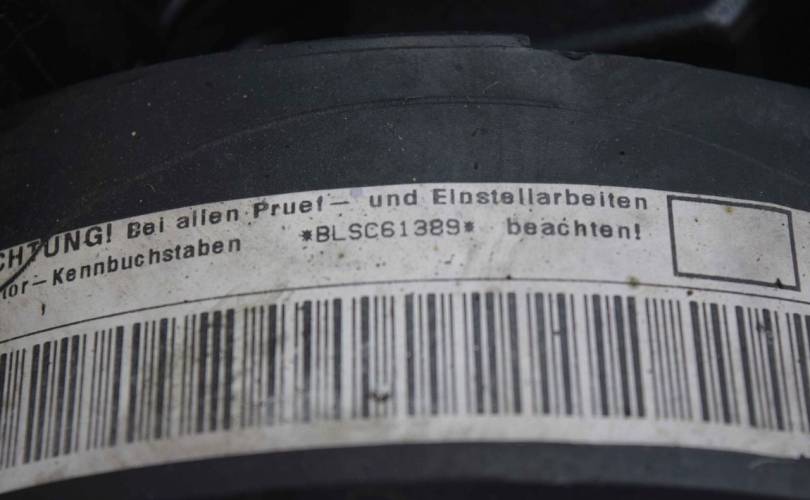 CHTUNG! Bei allen Pruef- und Einstellarbeiten
tor-Kennbuchstaben *BLSC61389* beachten!